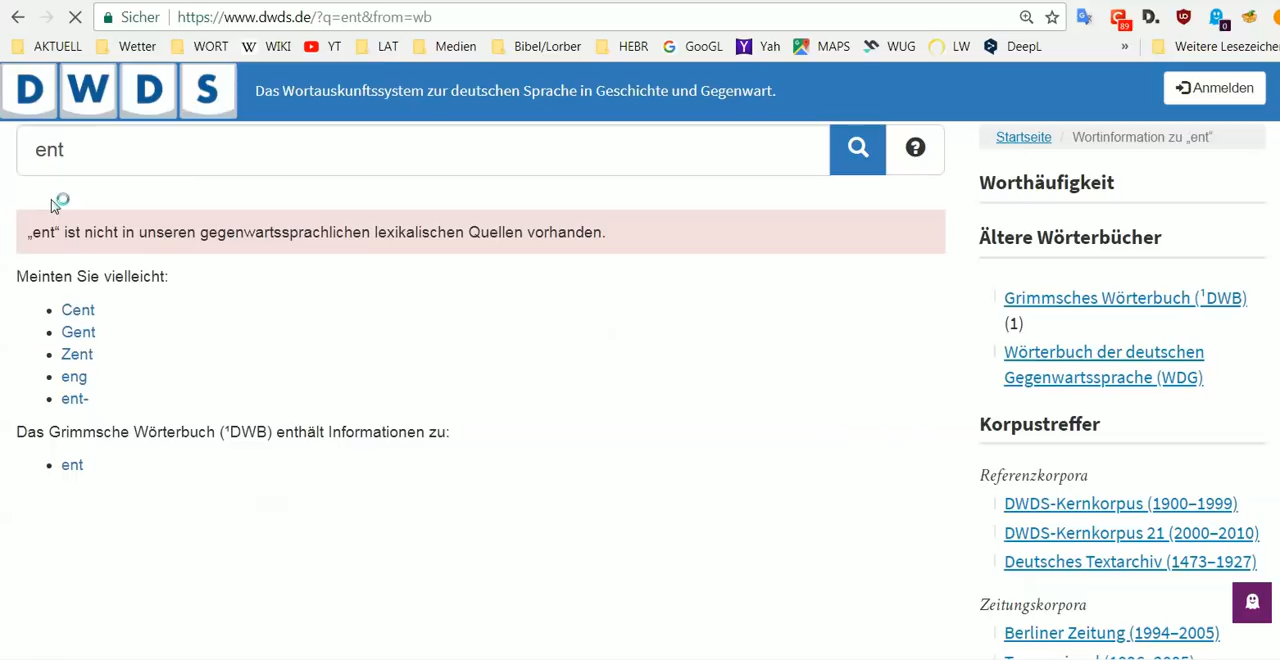 Sicher | https://www.dwds.de/?q=ent&from=wb
89 D. 0
AKTUELL Wetter WORT W WIKI YT LAT Medien Bibel/Lorber HEBR G GooGL Y Yah MAPS WUG LW DeepL » Weitere Lesezeiche
D W D S
Das Wortauskunftssystem zur deutschen Sprache in Geschichte und Gegenwart.
Anmelden
ent
?
„ent“ ist nicht in unseren gegenwartssprachlichen lexikalischen Quellen vorhanden.
Meinten Sie vielleicht:
• Cent
• Gent
• Zent
• eng
• ent-
Das Grimmsche Wörterbuch (¹DWB) enthält Informationen zu:
• ent
Startseite / Wortinformation zu „ent“
Worthäufigkeit
Ältere Wörterbücher
Grimmsches Wörterbuch (¹DWB)
(1)
Wörterbuch der deutschen
Gegenwartssprache (WDG)
Korpustreffer
Referenzkorpora
DWDS-Kernkorpus (1900–1999)
DWDS-Kernkorpus 21 (2000–2010)
Deutsches Textarchiv (1473–1927)
Zeitungskorpora
Berliner Zeitung (1994–2005)